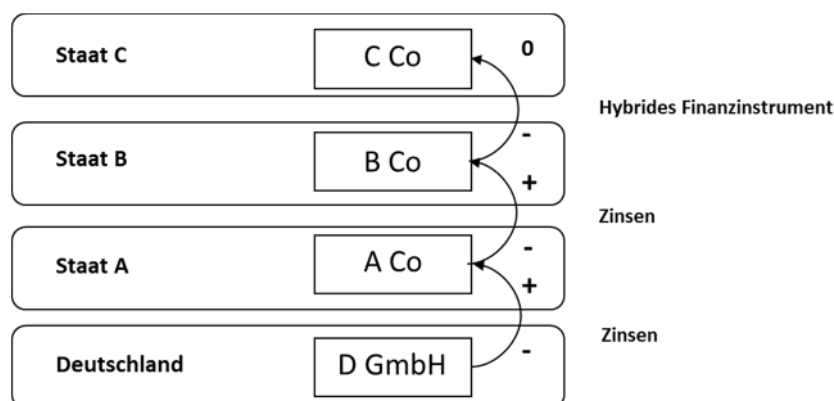 Staat C
C Co
0
Hybrides Finanzinstrument
-
Staat B
B Co
+
Zinsen
-
Staat A
A Co
+
Zinsen
Deutschland
D GmbH
-